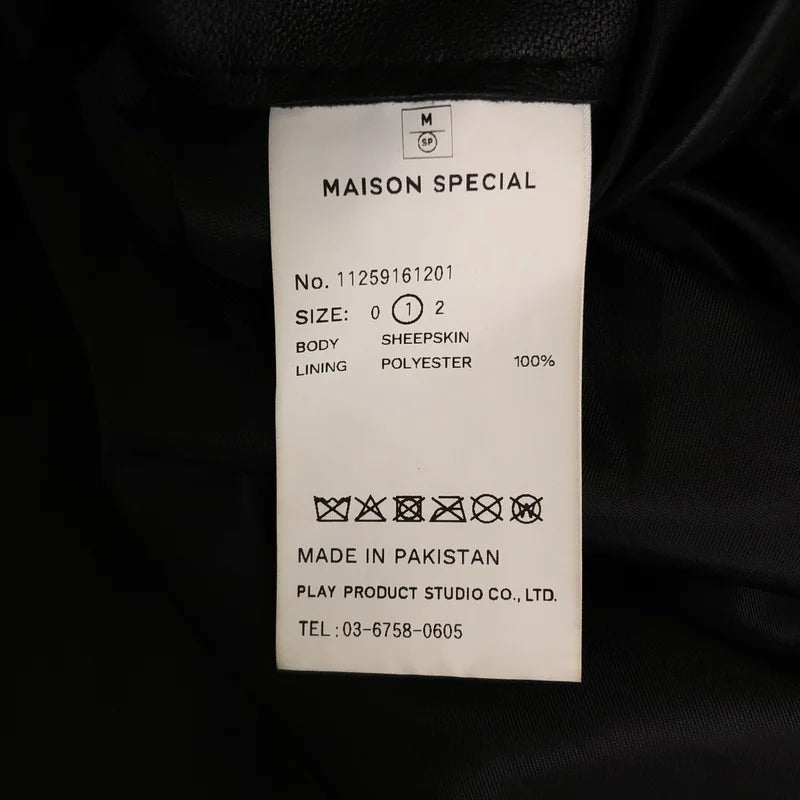 M
SP
MAISON SPECIAL
No. 11259161201
SIZE: 0 1 2
BODY SHEEPSKIN
LINING POLYESTER 100%
W
MADE IN PAKISTAN
PLAY PRODUCT STUDIO CO., LTD.
TEL:03-6758-0605